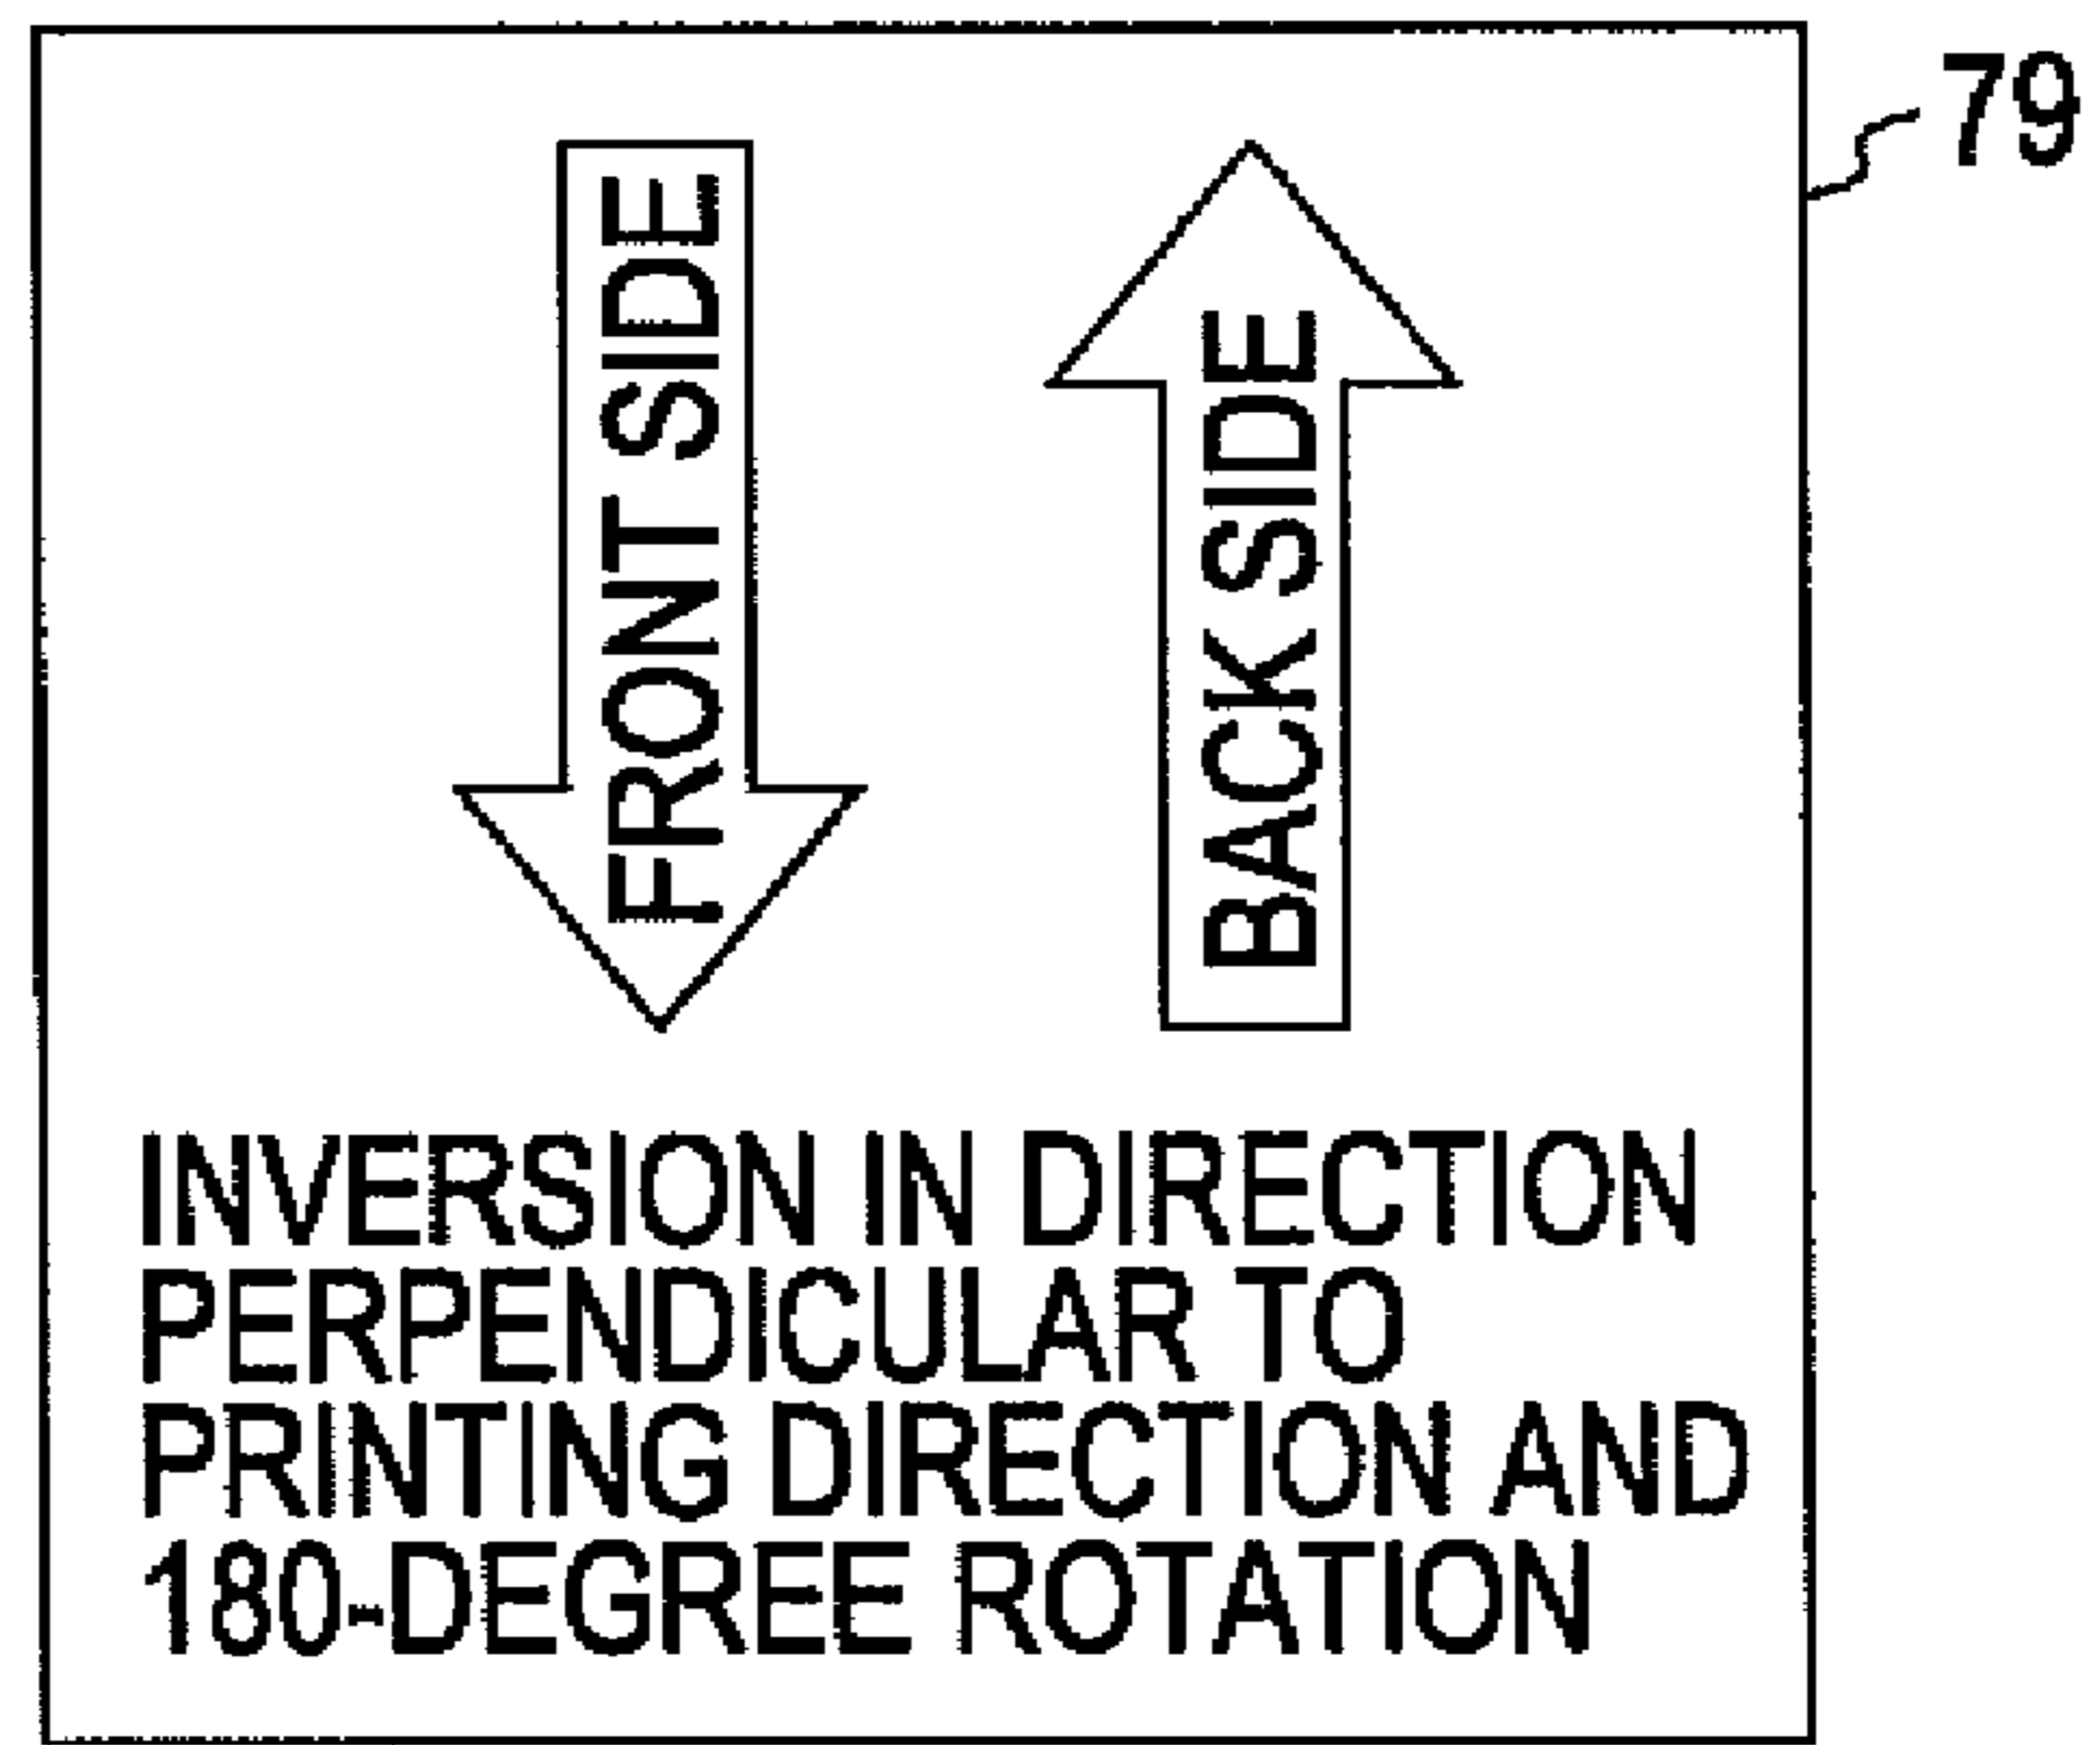 79
FRONT SIDE
BACK SIDE
INVERSION IN DIRECTION
PERPENDICULAR TO
PRINTING DIRECTION AND
180-DEGREE ROTATION